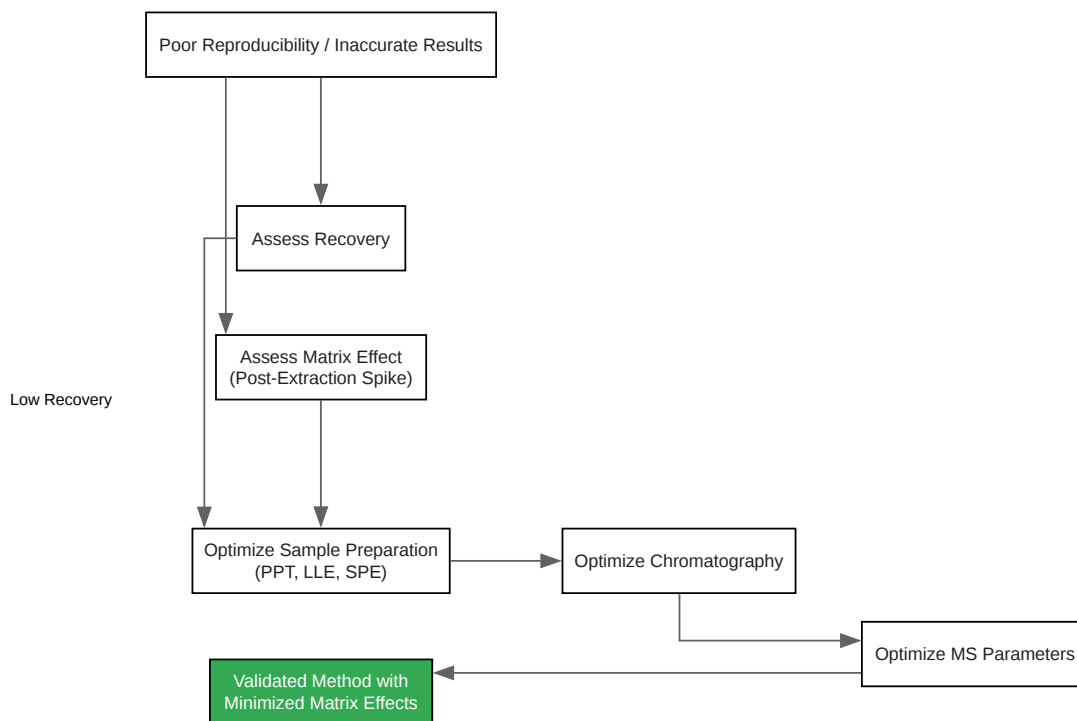 Poor Reproducibility / Inaccurate Results
Assess Recovery
Assess Matrix Effect
(Post-Extraction Spike)
Low Recovery
Optimize Sample Preparation
(PPT, LLE, SPE)
Optimize Chromatography
Optimize MS Parameters
Validated Method with
Minimized Matrix Effects